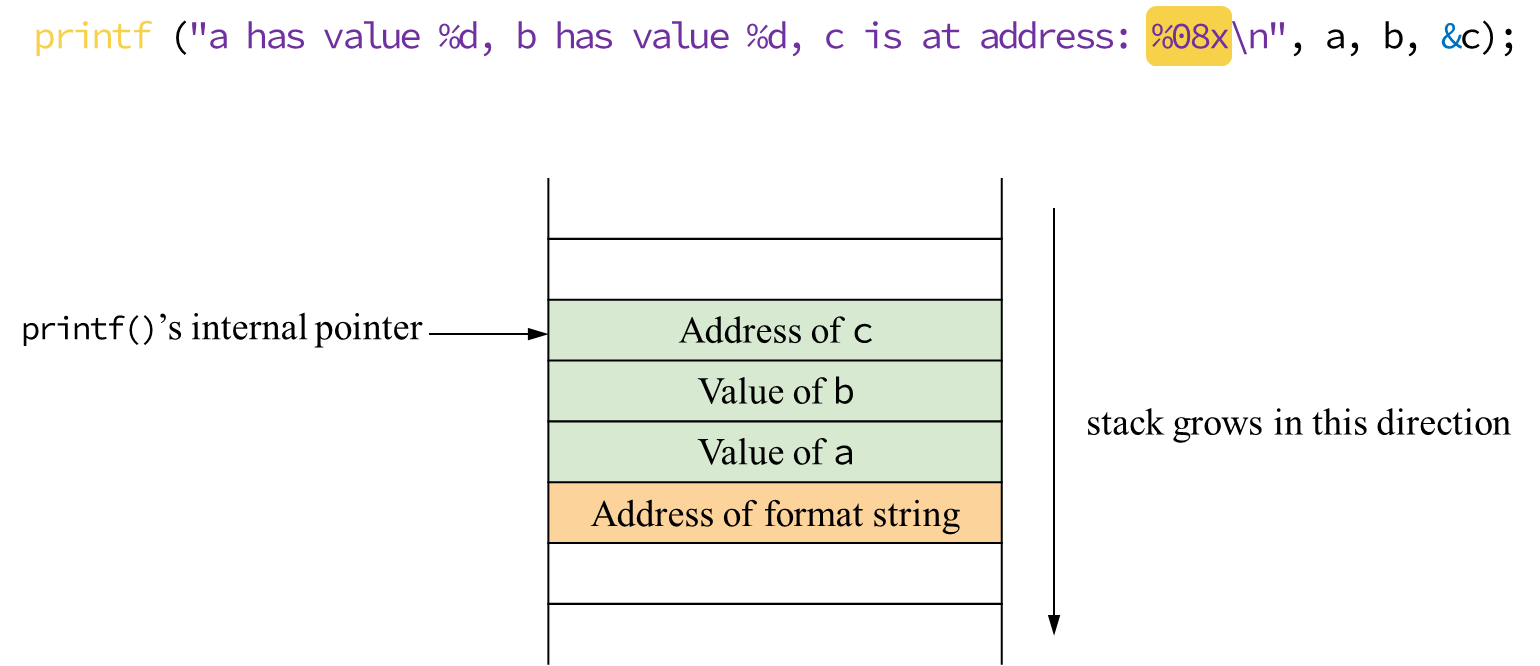 printf ("a has value %d, b has value %d, c is at address: %08x\n", a, b, &c);
printf()’s internal pointer
Address of c
Value of b
Value of a
Address of format string
stack grows in this direction